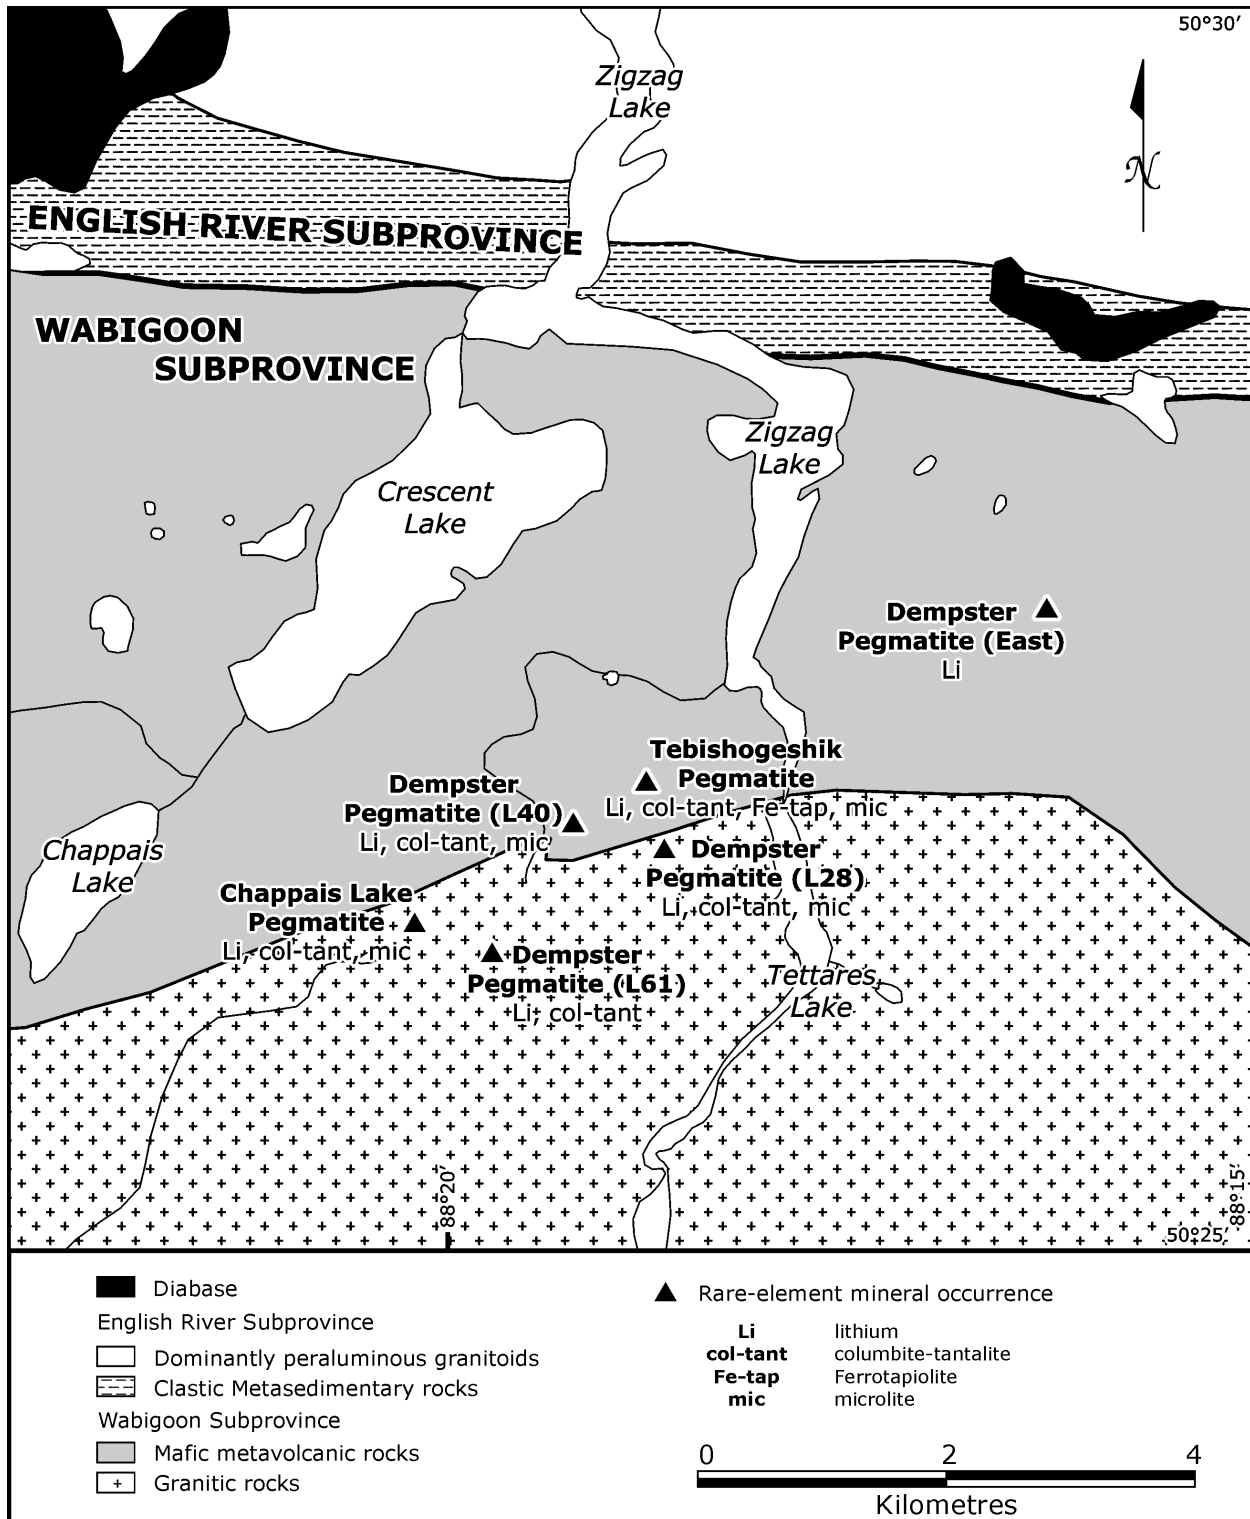 50°30′
Zigzag
Lake
N
ENGLISH RIVER SUBPROVINCE
WABIGOON
SUBPROVINCE
Zigzag
Lake
Crescent
Lake
Dempster
Pegmatite (East)
Li
Tebishogeshik
Pegmatite
Li, col-tant, Fe-tap, mic
Dempster
Pegmatite (L40)
Li, col-tant, mic
Chappais
Lake
Dempster
Pegmatite (L28)
Li, col-tant, mic
Chappais Lake
Pegmatite
Li, col-tant, mic
Dempster
Pegmatite (L61)
Li, col-tant
Tettares
Lake
88°20′
88°15′
50°25′
Diabase
English River Subprovince
Dominantly peraluminous granitoids
Clastic Metasedimentary rocks
Wabigoon Subprovince
Mafic metavolcanic rocks
Granitic rocks
Rare-element mineral occurrence
Li lithium
col-tant columbite-tantalite
Fe-tap Ferrotapiolite
mic microlite
0 2 4
Kilometres